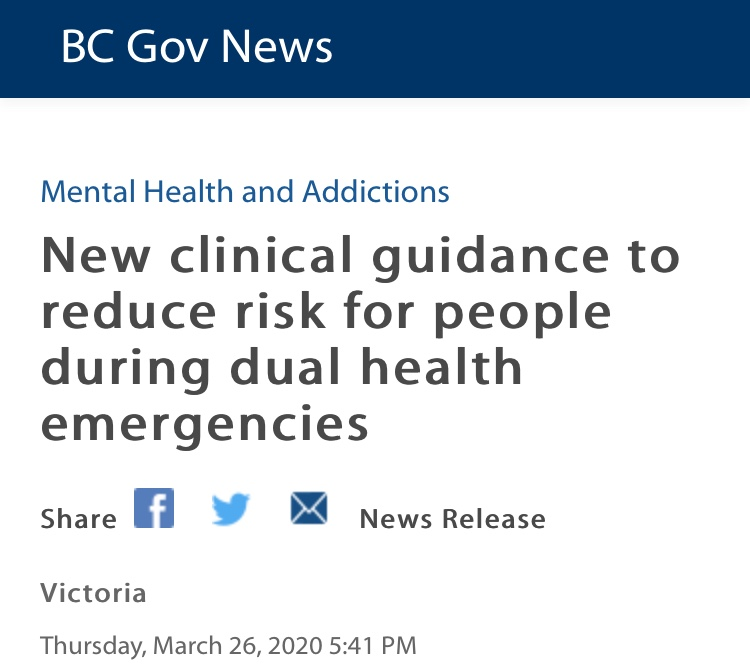 BC Gov News
Mental Health and Addictions
New clinical guidance to
reduce risk for people
during dual health
emergencies
Share f News Release
Victoria
Thursday, March 26, 2020 5:41 PM